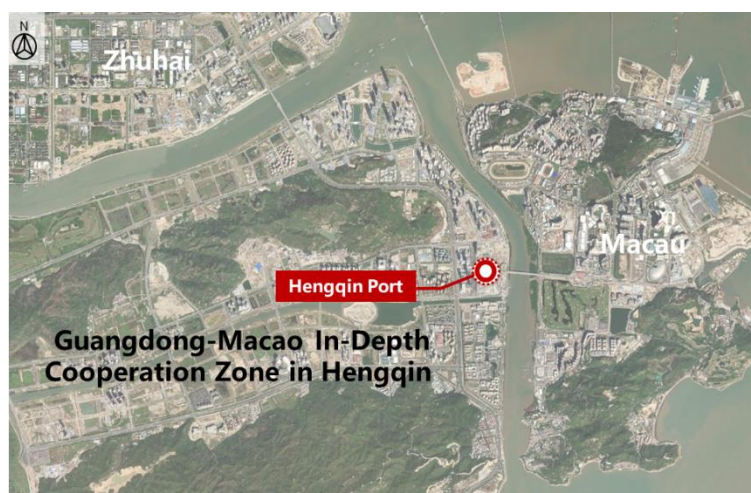 N
Zhuhai
Macau
Hengqin Port
Guangdong-Macao In-Depth
Cooperation Zone in Hengqin